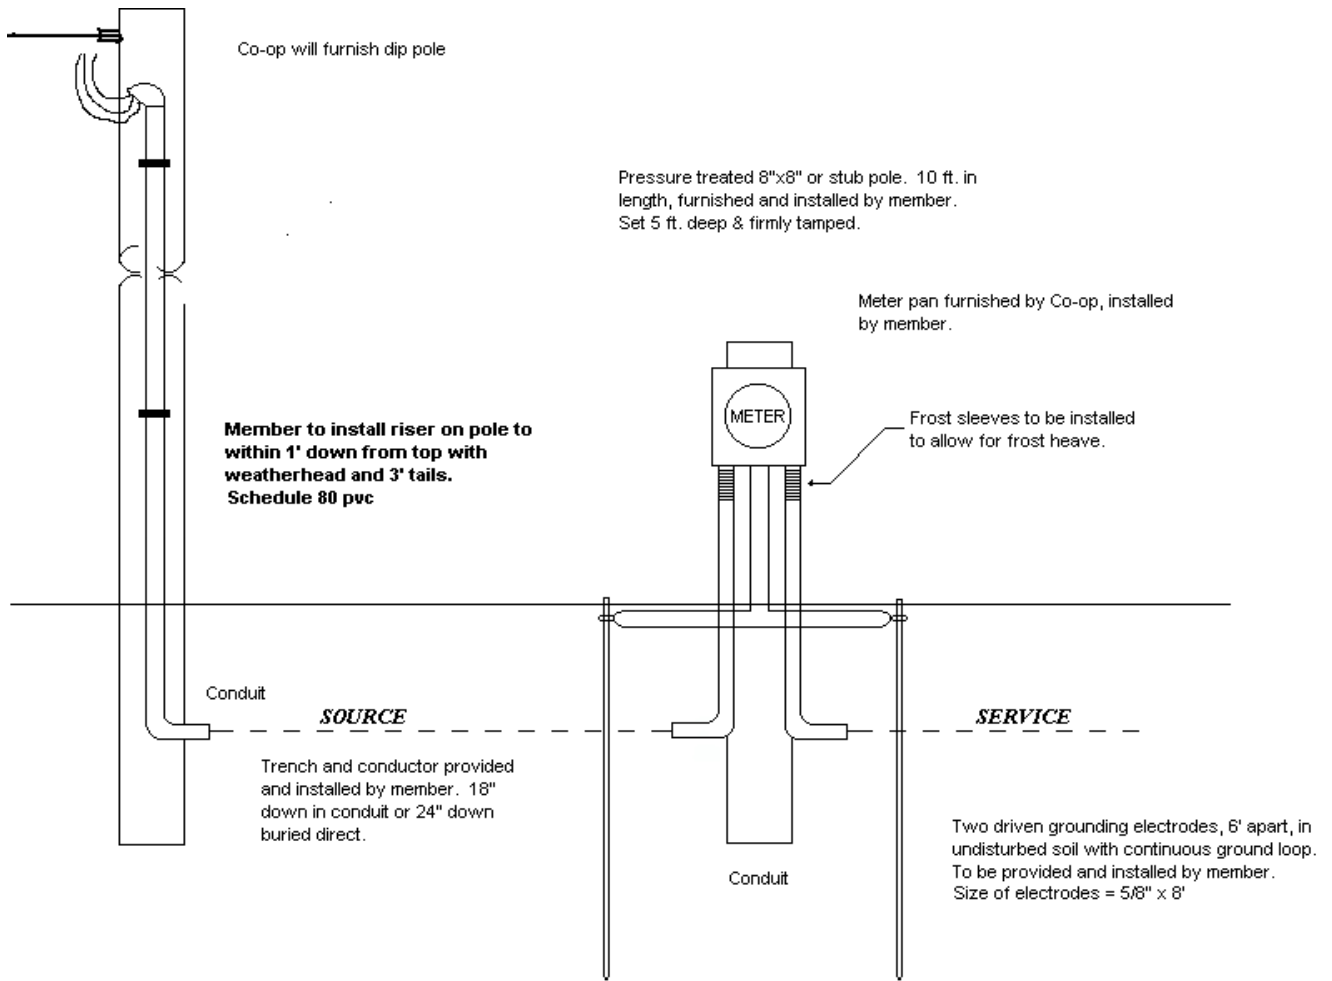 Co-op will furnish dip pole
Pressure treated 8"x8" or stub pole.  10 ft. in
length, furnished and installed by member.
Set 5 ft. deep & firmly tamped.
Meter pan furnished by Co-op, installed
by member.
METER
Frost sleeves to be installed
to allow for frost heave.
Member to install riser on pole to
within 1' down from top with
weatherhead and 3' tails.
Schedule 80 pvc
Conduit
SOURCE
SERVICE
Trench and conductor provided
and installed by member.  18"
down in conduit or 24" down
buried direct.
Conduit
Two driven grounding electrodes, 6' apart, in
undisturbed soil with continuous ground loop.
To be provided and installed by member.
Size of electrodes = 5/8" x 8'